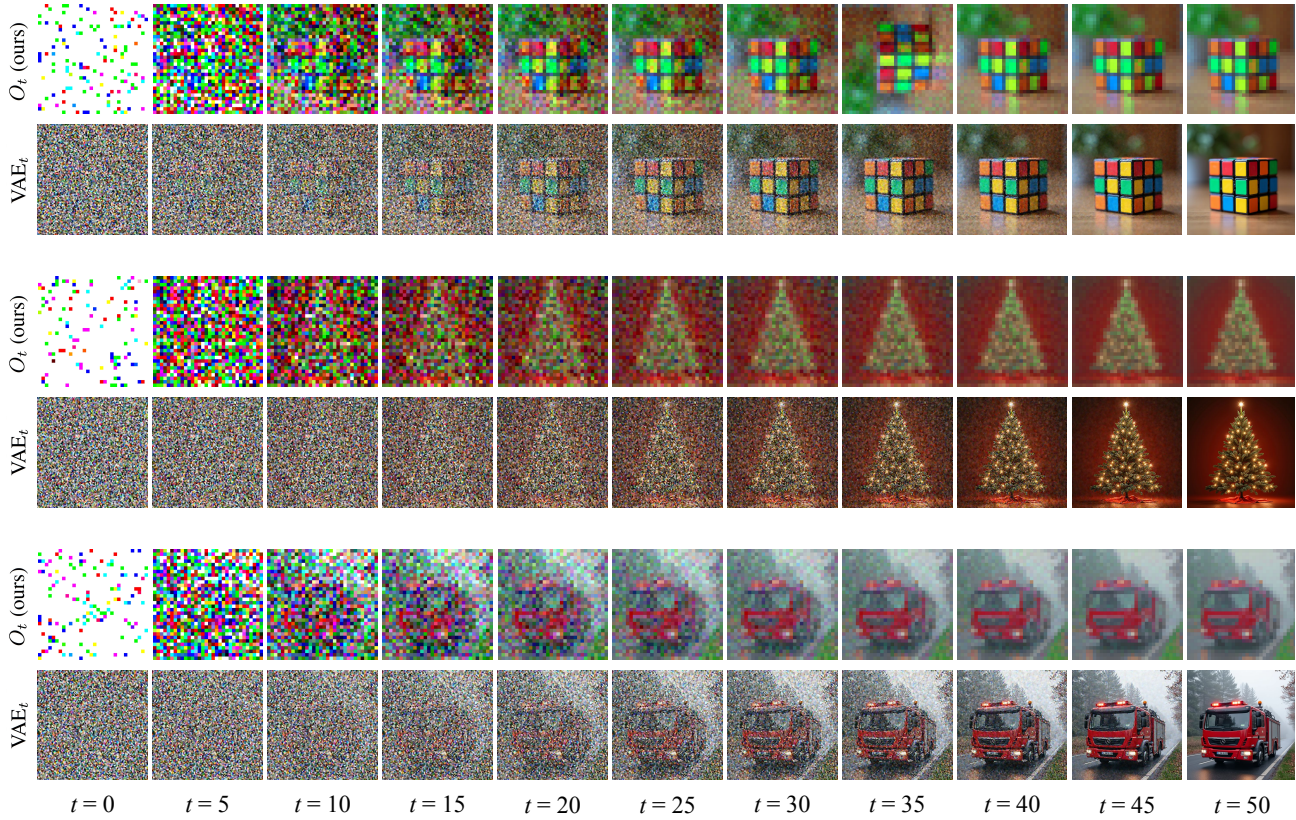 O_t (ours)
VAE_t
O_t (ours)
VAE_t
O_t (ours)
VAE_t
t = 0 t = 5 t = 10 t = 15 t = 20 t = 25 t = 30 t = 35 t = 40 t = 45 t = 50